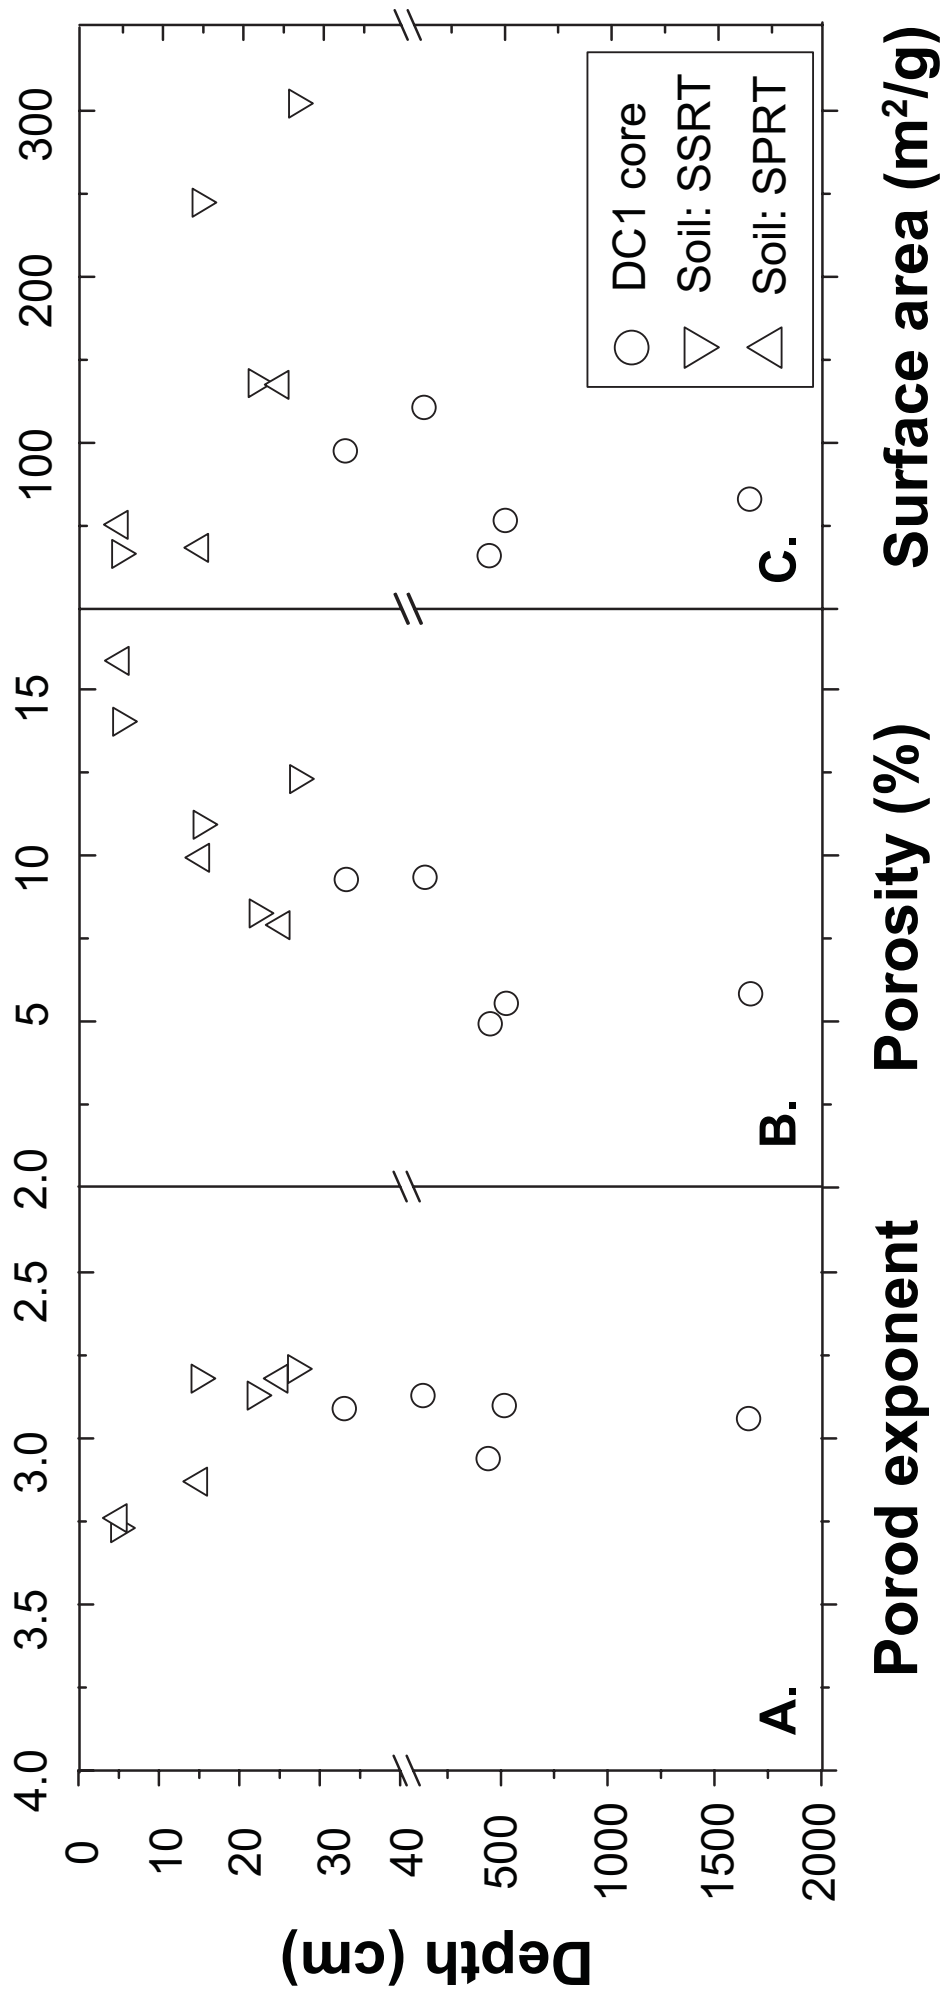 4.0
3.5
3.0
2.5
2.0
5
10
15
100
200
300
0
10
20
30
40
500
1000
1500
2000
Depth (cm)
A.
B.
C.
DC1 core
Soil: SSRT
Soil: SPRT
Porod exponent
Porosity (%)
Surface area (m²/g)